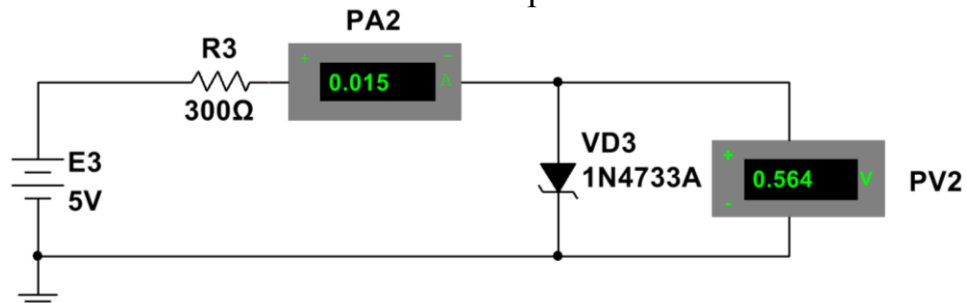 PA2
R3
+
-
0.015
A
300Ω
E3
5V
VD3
1N4733A
+
0.564
V
-
PV2